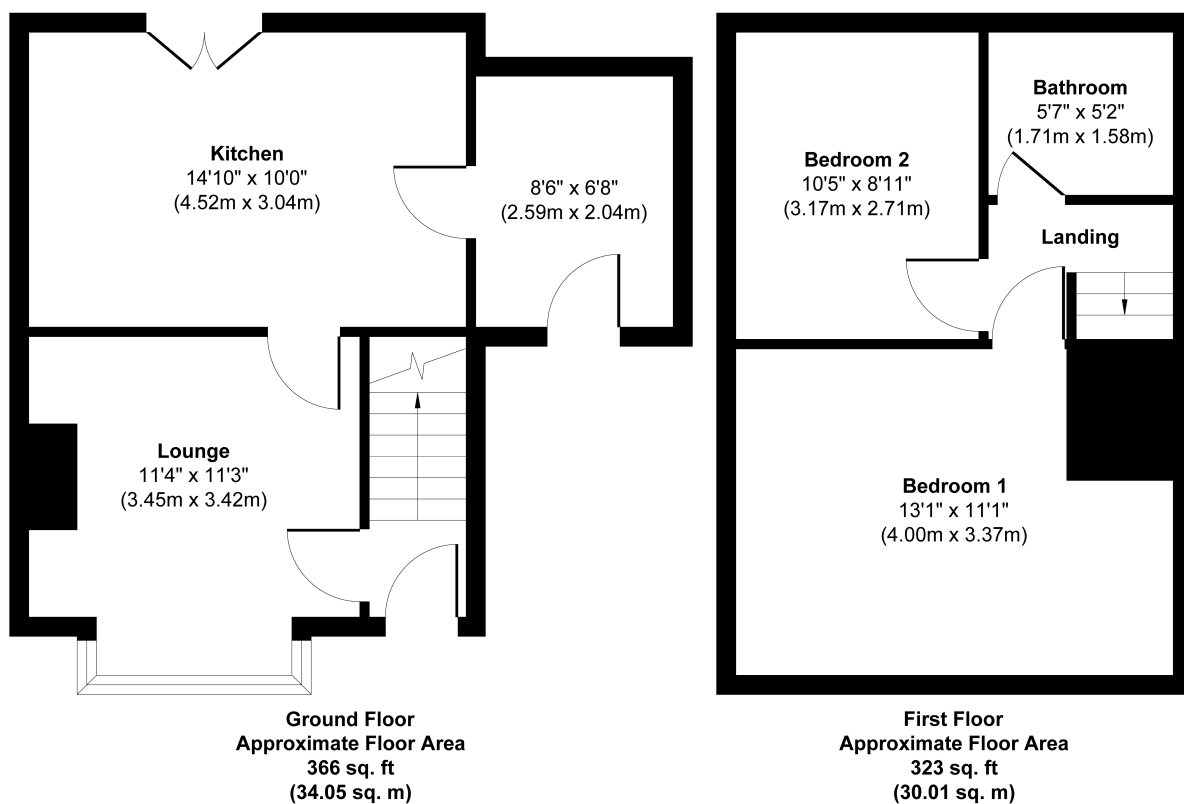 Kitchen
14'10" x 10'0"
(4.52m x 3.04m)
8'6" x 6'8"
(2.59m x 2.04m)
Lounge
11'4" x 11'3"
(3.45m x 3.42m)
Ground Floor
Approximate Floor Area
366 sq. ft
(34.05 sq. m)
Bathroom
5'7" x 5'2"
(1.71m x 1.58m)
Bedroom 2
10'5" x 8'11"
(3.17m x 2.71m)
Landing
Bedroom 1
13'1" x 11'1"
(4.00m x 3.37m)
First Floor
Approximate Floor Area
323 sq. ft
(30.01 sq. m)